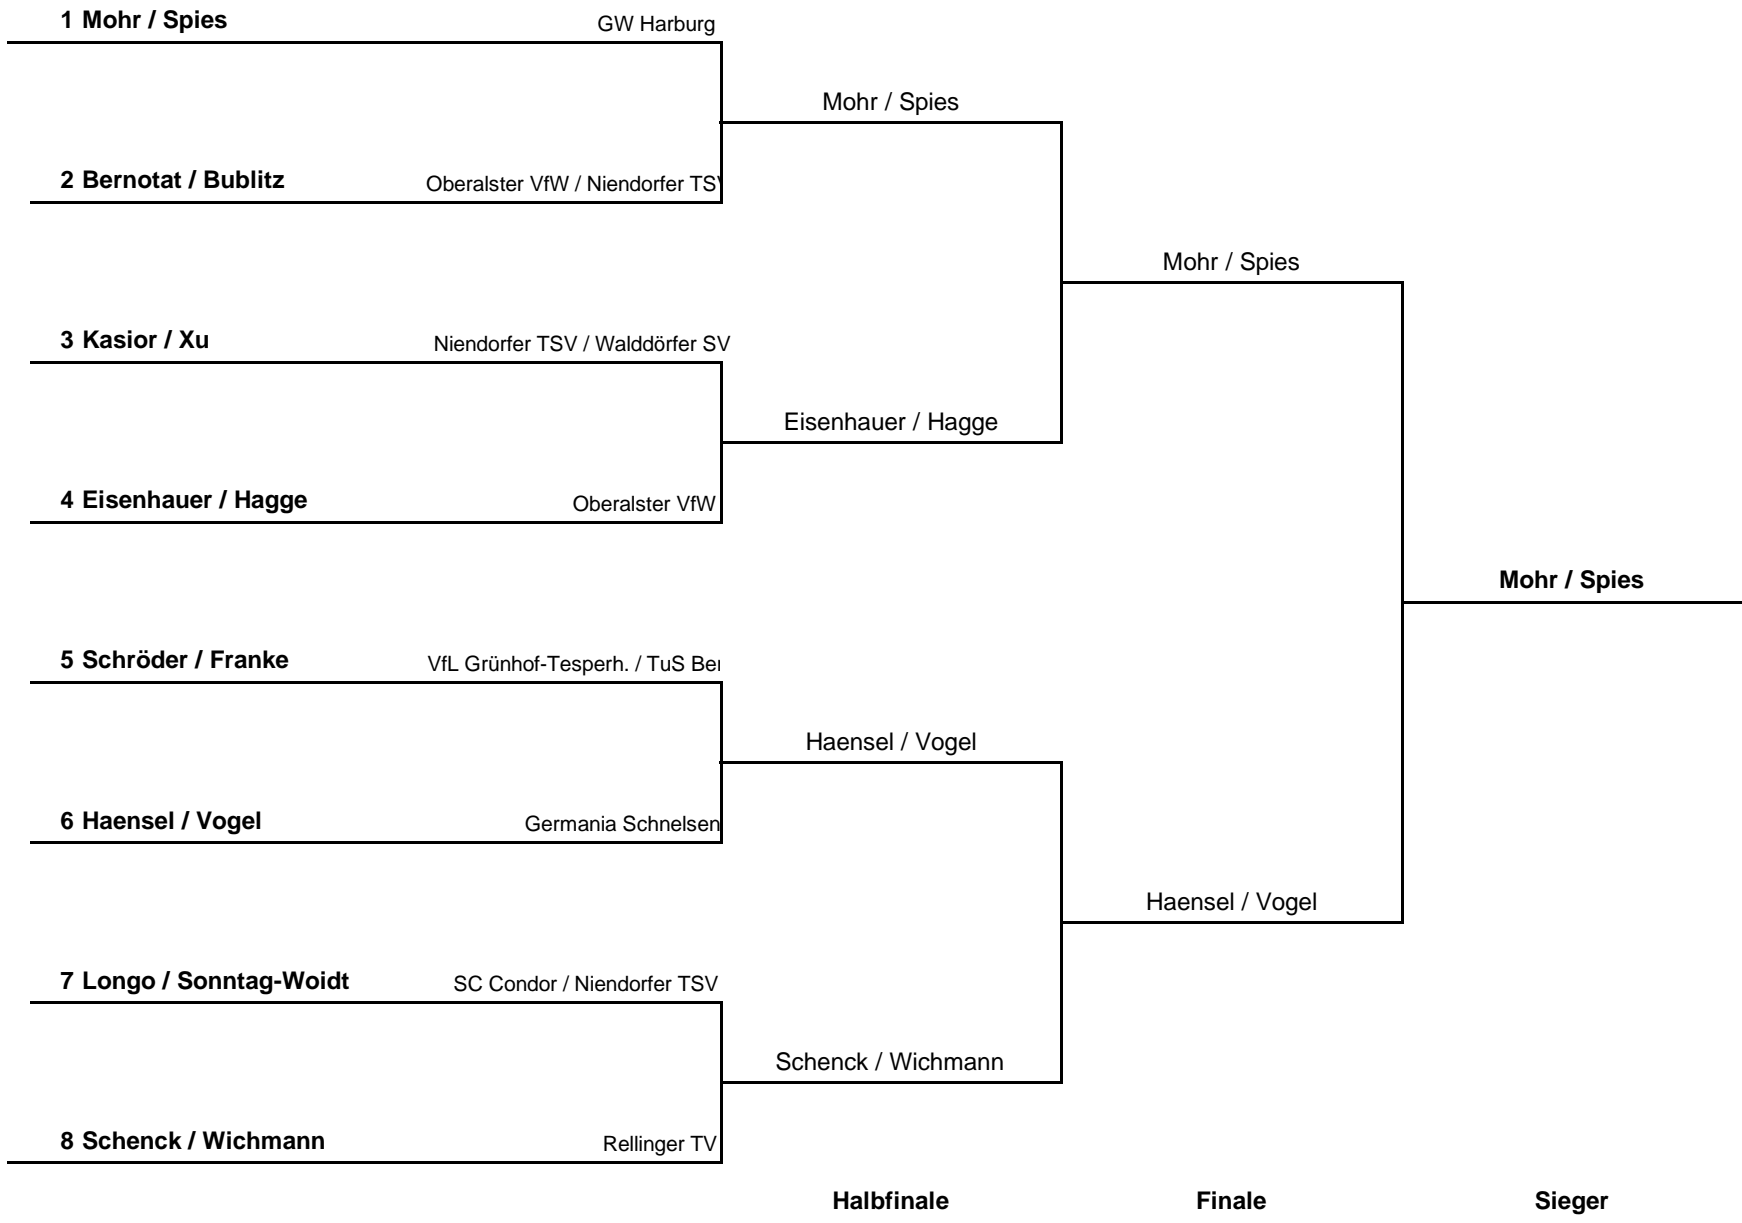 1 Mohr / Spies GW Harburg
Mohr / Spies
2 Bernotat / Bublitz Oberalster VfW / Niendorfer TSV
Mohr / Spies
3 Kasior / Xu Niendorfer TSV / Walddörfer SV
Eisenhauer / Hagge
4 Eisenhauer / Hagge Oberalster VfW
Mohr / Spies
5 Schröder / Franke VfL Grünhof-Tesperh. / TuS Ber
Haensel / Vogel
6 Haensel / Vogel Germania Schnelsen
Haensel / Vogel
7 Longo / Sonntag-Woidt SC Condor / Niendorfer TSV
Schenck / Wichmann
8 Schenck / Wichmann Rellinger TV
Halbfinale Finale Sieger